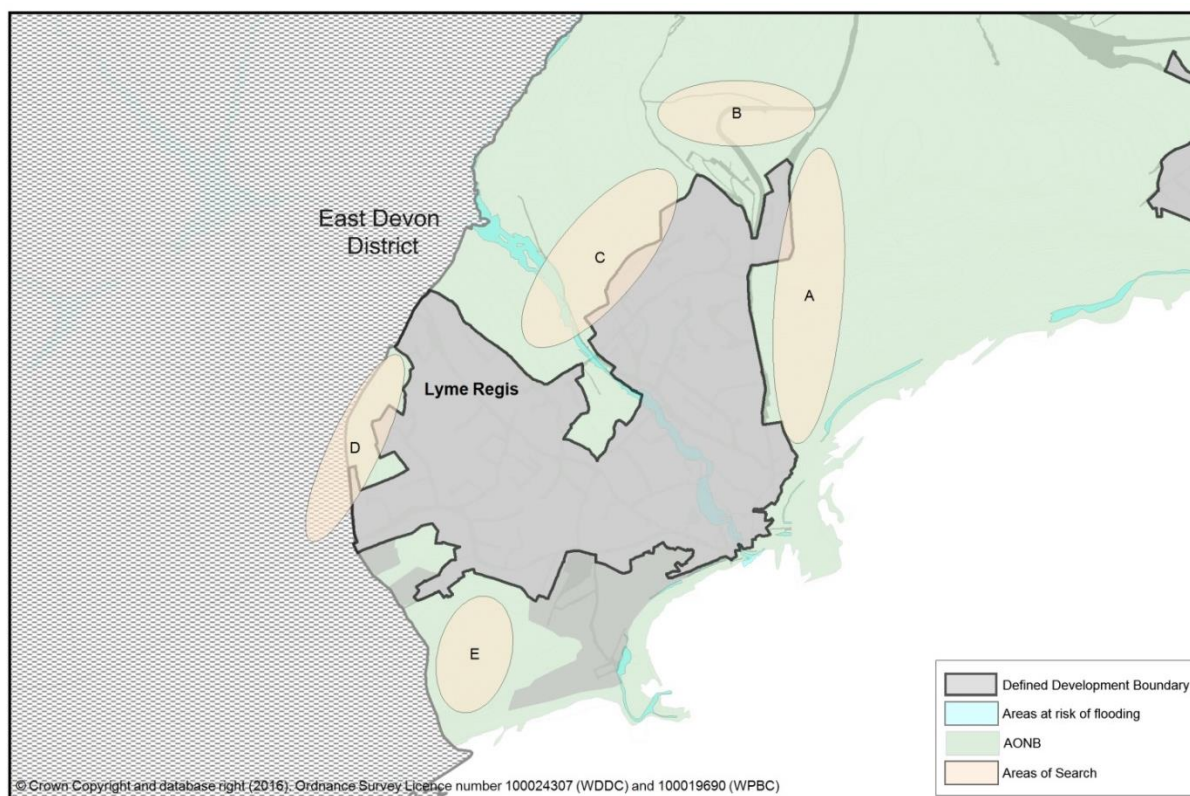 B
East Devon
District
C
A
Lyme Regis
D
E
Defined Development Boundary
Areas at risk of flooding
AONB
Areas of Search
© Crown Copyright and database right (2016). Ordnance Survey Licence number 100024307 (WDDC) and 100019690 (WPBC)